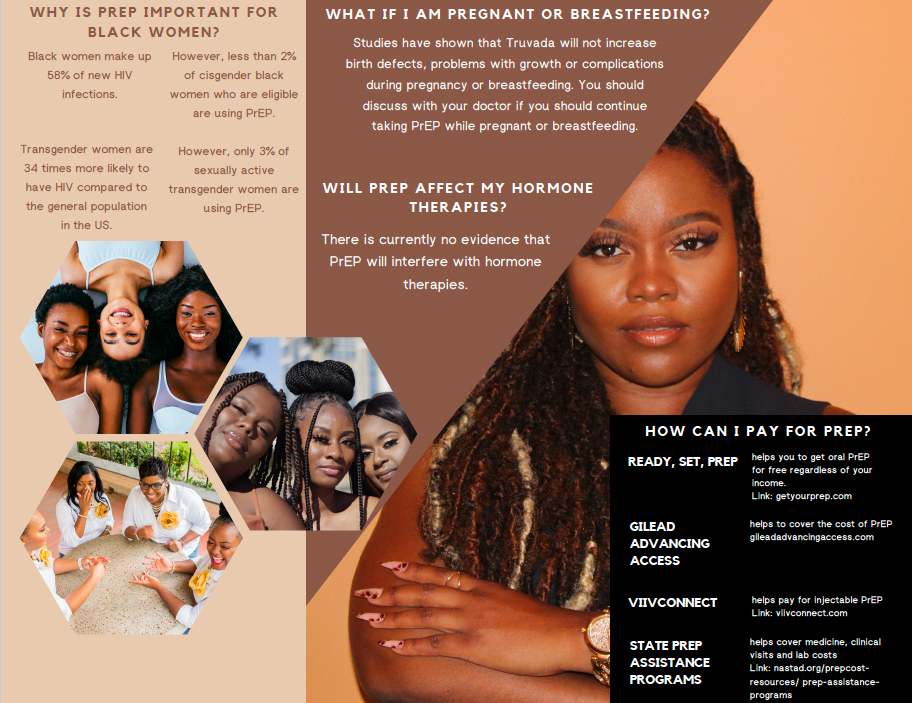 WHY IS PREP IMPORTANT FOR
BLACK WOMEN?
Black women make up
58% of new HIV
infections.
However, less than 2%
of cisgender black
women who are eligible
are using PrEP.
Transgender women are
34 times more likely to
have HIV compared to
the general population
in the US.
However, only 3% of
sexually active
transgender women are
using PrEP.
WHAT IF I AM PREGNANT OR BREASTFEEDING?
Studies have shown that Truvada will not increase
birth defects, problems with growth or complications
during pregnancy or breastfeeding. You should
discuss with your doctor if you should continue
taking PrEP while pregnant or breastfeeding.
WILL PREP AFFECT MY HORMONE
THERAPIES?
There is currently no evidence that
PrEP will interfere with hormone
therapies.
HOW CAN I PAY FOR PREP?
READY, SET, PREP
helps you to get oral PrEP
for free regardless of your
income.
Link: getyourprep.com
GILEAD
ADVANCING
ACCESS
helps to cover the cost of PrEP
gileadadvancingaccess.com
VIIVCONNECT
helps pay for injectable PrEP
Link: viivconnect.com
STATE PREP
ASSISTANCE
PROGRAMS
helps cover medicine, clinical
visits and lab costs
Link: nastad.org/prepcost-
resources/ prep-assistance-
programs